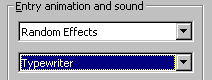 Entry animation and sound
Random Effects
Typewriter